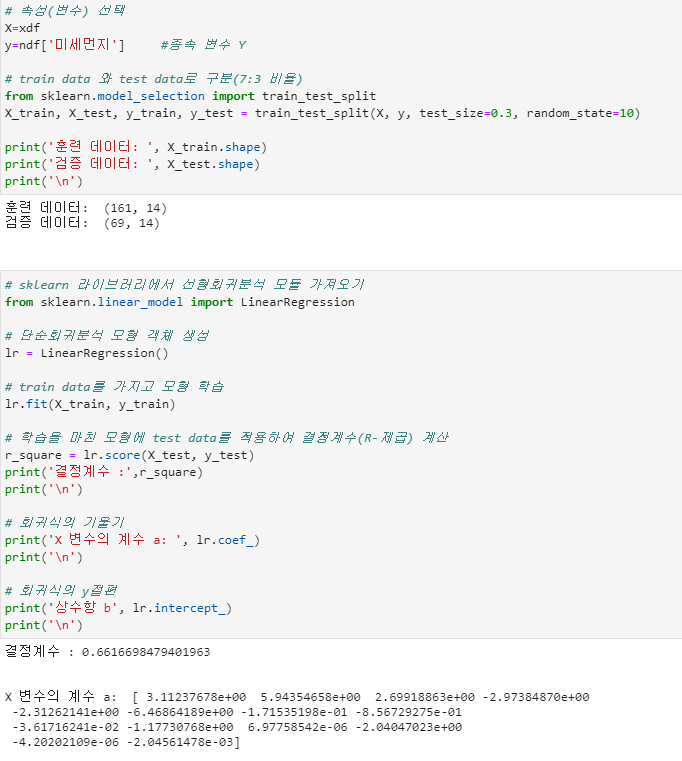 # 속성(변수) 선택
X=xdf
y=ndf['미세먼지']     #종속 변수 Y
# train data 와 test data로 구분(7:3 비율)
from sklearn.model_selection import train_test_split
X_train, X_test, y_train, y_test = train_test_split(X, y, test_size=0.3, random_state=10)
print('훈련 데이터: ', X_train.shape)
print('검증 데이터: ', X_test.shape)
print('\n')
훈련 데이터:  (161, 14)
검증 데이터:  (69, 14)
# sklearn 라이브러리에서 선형회귀분석 모듈 가져오기
from sklearn.linear_model import LinearRegression
# 단순회귀분석 모형 객체 생성
lr = LinearRegression()
# train data를 가지고 모형 학습
lr.fit(X_train, y_train)
# 학습을 마친 모형에 test data를 적용하여 결정계수(R-제곱) 계산
r_square = lr.score(X_test, y_test)
print('결정계수 :',r_square)
print('\n')
# 회귀식의 기울기
print('X 변수의 계수 a: ', lr.coef_)
print('\n')
# 회귀식의 y절편
print('상수항 b', lr.intercept_)
print('\n')
결정계수 : 0.6616698479401963
X 변수의 계수 a:  [ 3.11237678e+00  5.94354658e+00  2.69918863e+00 -2.97384870e+00
-2.31262141e+00 -6.46864189e+00 -1.71535198e-01 -8.56729275e-01
-3.61716241e-02 -1.17730768e+00  6.97758542e-06 -2.04047023e+00
-4.20202109e-06 -2.04561478e-03]